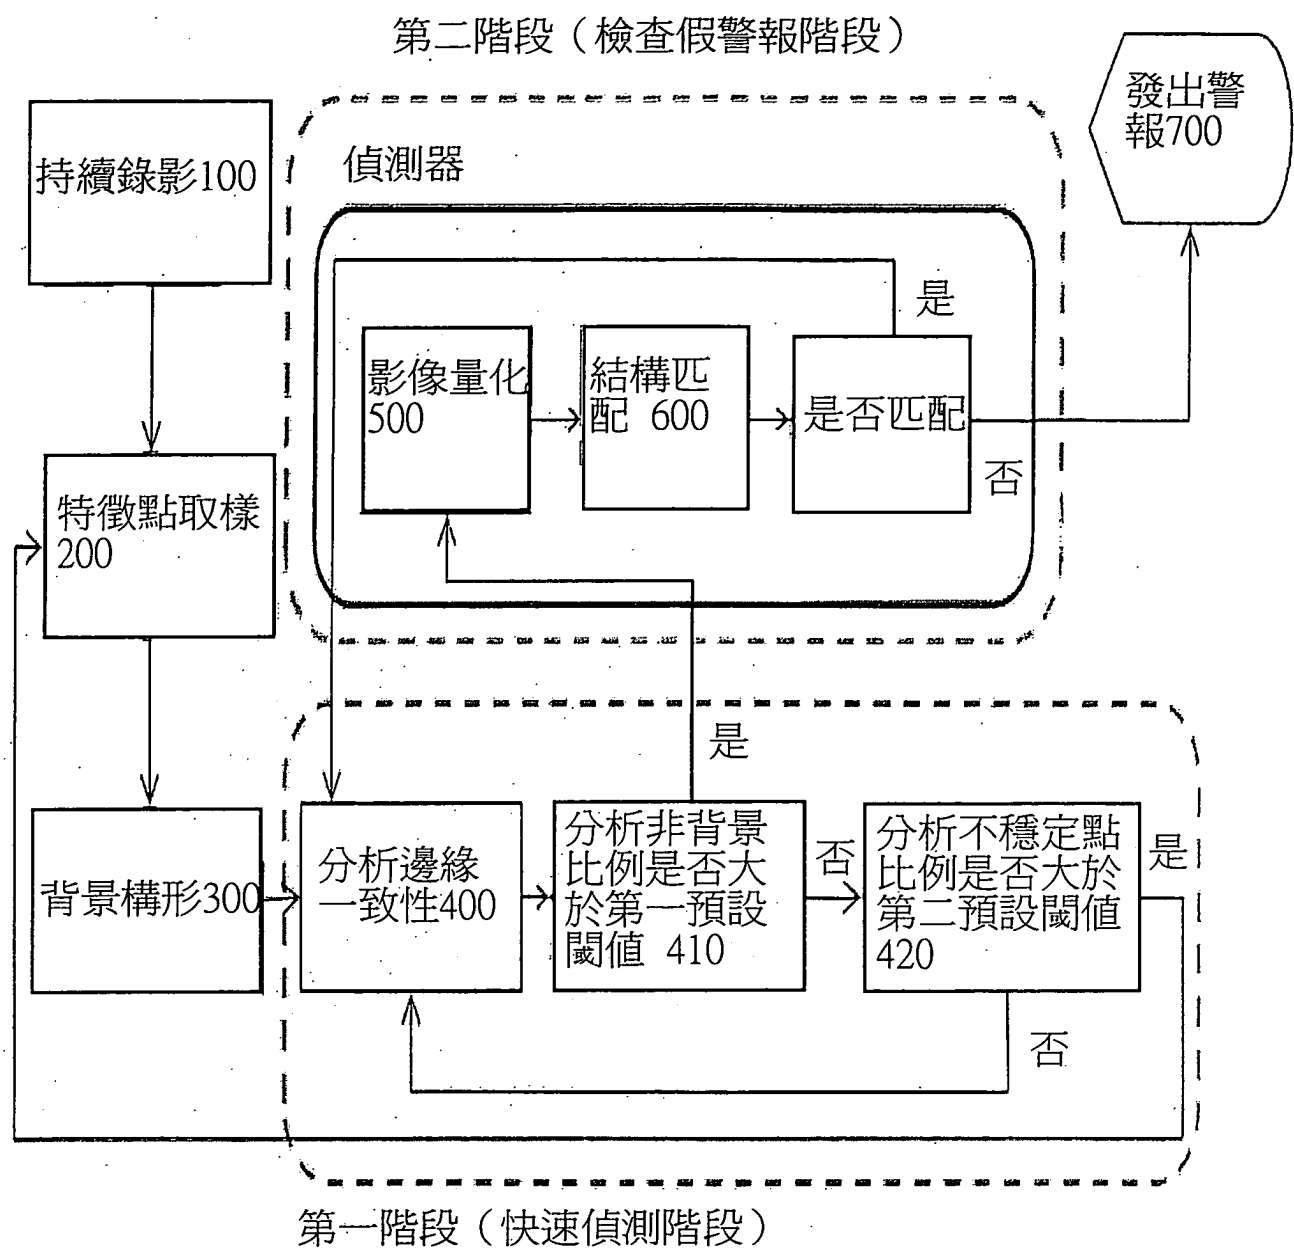 第二階段（檢查假警報階段）
發出警
報700
持續錄影100
偵測器
是
影像量化
500
結構匹
配 600
是否匹配
否
特徵點取樣
200
是
背景構形300
分析邊緣
一致性400
分析非背景
比例是否大
於第一預設
閾值 410
否
分析不穩定點
比例是否大於
第二預設閾值
420
是
否
第一階段（快速偵測階段）